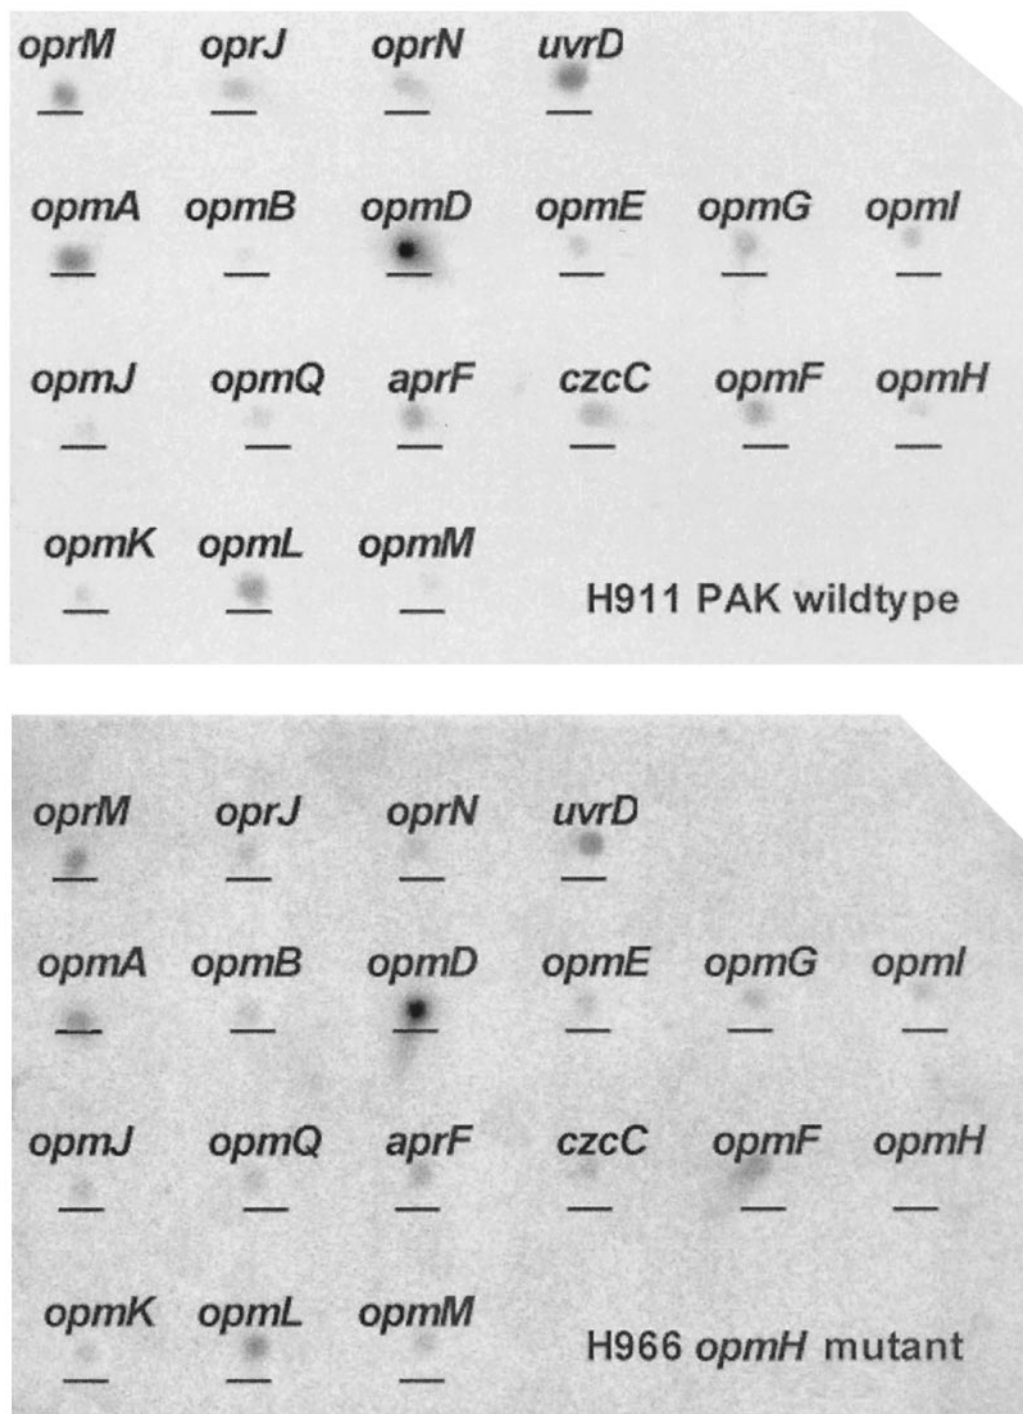 oprM oprJ oprN uvrD
opmA opmB opmD opmE opmG opmI
opmJ opmQ aprF czcC opmF opmH
opmK opmL opmM
H911 PAK wildtype
oprM oprJ oprN uvrD
opmA opmB opmD opmE opmG opmI
opmJ opmQ aprF czcC opmF opmH
opmK opmL opmM
H966 opmH mutant